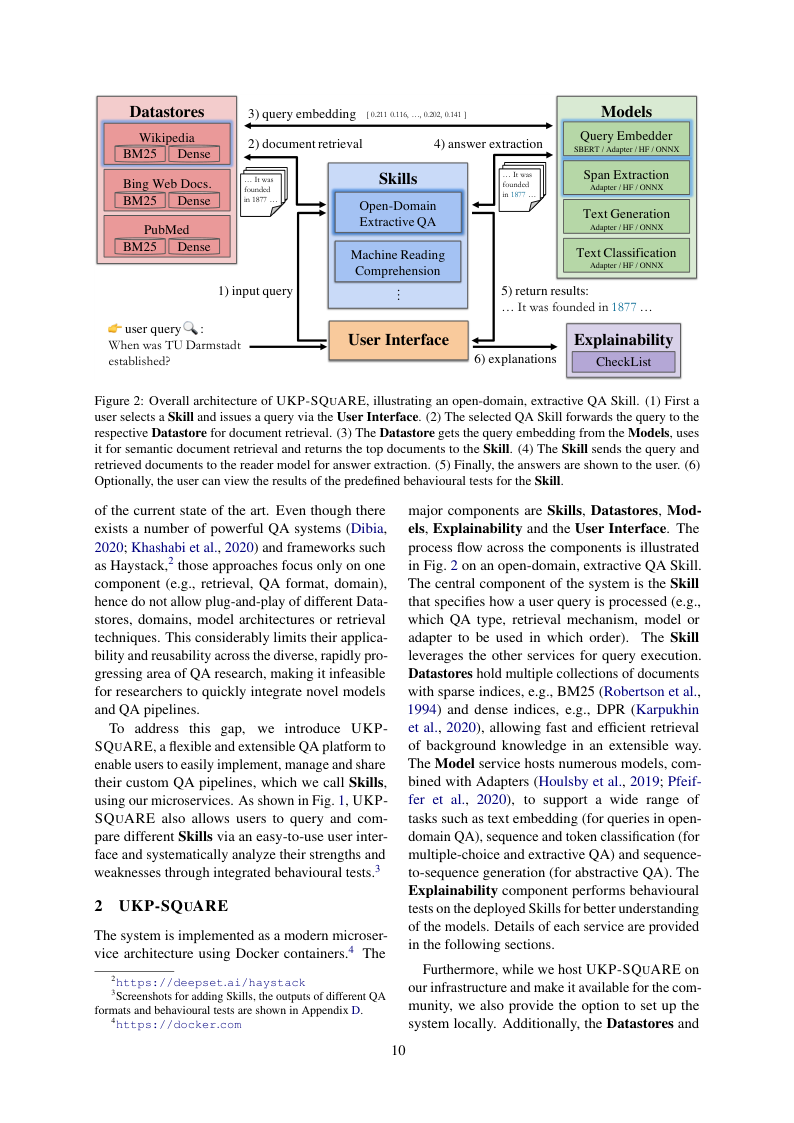 Datastores
Wikipedia
BM25 Dense
Bing Web Docs.
BM25 Dense
PubMed
BM25 Dense
3) query embedding [ 0.211 0.116, …, 0.202, 0.141 ]
2) document retrieval
4) answer extraction
… It was
founded
in 1877 …
Skills
Open-Domain
Extractive QA
Machine Reading
Comprehension
⋮
… It was
founded
in 1877 …
Models
Query Embedder
SBERT / Adapter / HF / ONNX
Span Extraction
Adapter / HF / ONNX
Text Generation
Adapter / HF / ONNX
Text Classification
Adapter / HF / ONNX
1) input query
5) return results:
… It was founded in 1877 …
👉 user query🔍 :
When was TU Darmstadt
established?
User Interface
6) explanations
Explainability
CheckList
Figure 2: Overall architecture of UKP-SQUARE, illustrating an open-domain, extractive QA Skill. (1) First a
user selects a Skill and issues a query via the User Interface. (2) The selected QA Skill forwards the query to the
respective Datastore for document retrieval. (3) The Datastore gets the query embedding from the Models, uses
it for semantic document retrieval and returns the top documents to the Skill. (4) The Skill sends the query and
retrieved documents to the reader model for answer extraction. (5) Finally, the answers are shown to the user. (6)
Optionally, the user can view the results of the predefined behavioural tests for the Skill.
of the current state of the art. Even though there
exists a number of powerful QA systems (Dibia,
2020; Khashabi et al., 2020) and frameworks such
as Haystack,2 those approaches focus only on one
component (e.g., retrieval, QA format, domain),
hence do not allow plug-and-play of different Data-
stores, domains, model architectures or retrieval
techniques. This considerably limits their applica-
bility and reusability across the diverse, rapidly pro-
gressing area of QA research, making it infeasible
for researchers to quickly integrate novel models
and QA pipelines.
To address this gap, we introduce UKP-
SQUARE, a flexible and extensible QA platform to
enable users to easily implement, manage and share
their custom QA pipelines, which we call Skills,
using our microservices. As shown in Fig. 1, UKP-
SQUARE also allows users to query and com-
pare different Skills via an easy-to-use user inter-
face and systematically analyze their strengths and
weaknesses through integrated behavioural tests.3
2 UKP-SQUARE
The system is implemented as a modern microser-
vice architecture using Docker containers.4 The
2https://deepset.ai/haystack
3Screenshots for adding Skills, the outputs of different QA
formats and behavioural tests are shown in Appendix D.
4https://docker.com
major components are Skills, Datastores, Mod-
els, Explainability and the User Interface. The
process flow across the components is illustrated
in Fig. 2 on an open-domain, extractive QA Skill.
The central component of the system is the Skill
that specifies how a user query is processed (e.g.,
which QA type, retrieval mechanism, model or
adapter to be used in which order). The Skill
leverages the other services for query execution.
Datastores hold multiple collections of documents
with sparse indices, e.g., BM25 (Robertson et al.,
1994) and dense indices, e.g., DPR (Karpukhin
et al., 2020), allowing fast and efficient retrieval
of background knowledge in an extensible way.
The Model service hosts numerous models, com-
bined with Adapters (Houlsby et al., 2019; Pfeif-
fer et al., 2020), to support a wide range of
tasks such as text embedding (for queries in open-
domain QA), sequence and token classification (for
multiple-choice and extractive QA) and sequence-
to-sequence generation (for abstractive QA). The
Explainability component performs behavioural
tests on the deployed Skills for better understanding
of the models. Details of each service are provided
in the following sections.
Furthermore, while we host UKP-SQUARE on
our infrastructure and make it available for the com-
munity, we also provide the option to set up the
system locally. Additionally, the Datastores and
10